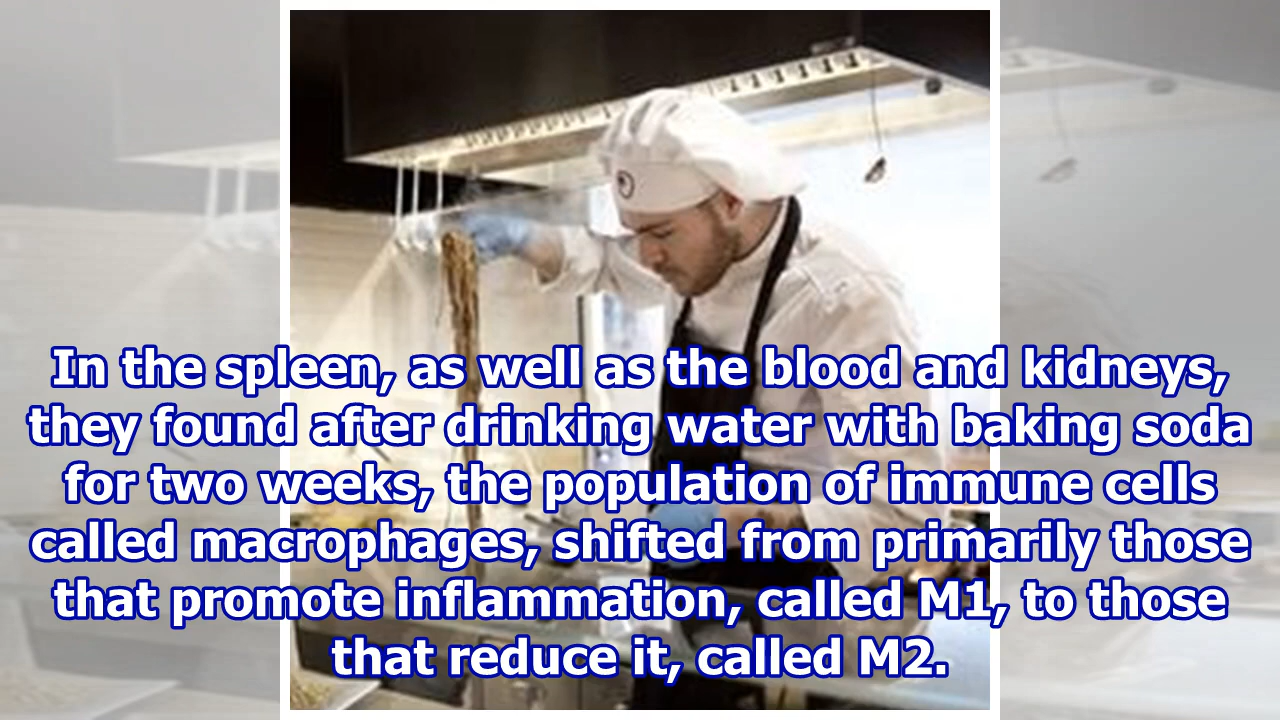 In the spleen, as well as the blood and kidneys,
they found after drinking water with baking soda
for two weeks, the population of immune cells
called macrophages, shifted from primarily those
that promote inflammation, called M1, to those
that reduce it, called M2.